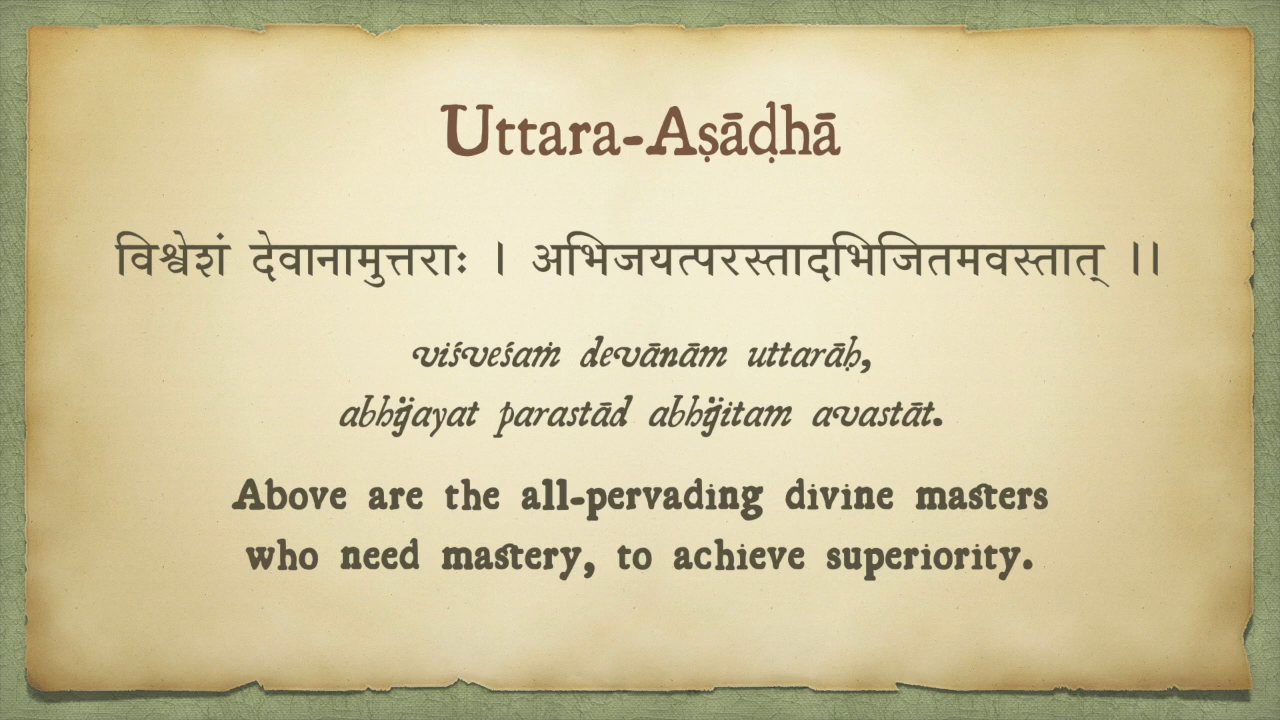 Uttara-Aṣāḍhā
विश्वेशं देवानामुत्तराः । अभिजयत्परस्तादभिजितमवस्तात् ।।
viśveśaṁ devānām uttarāḥ,
abhijayat parastād abhijitam avastāt.
Above are the all-pervading divine masters
who need mastery, to achieve superiority.